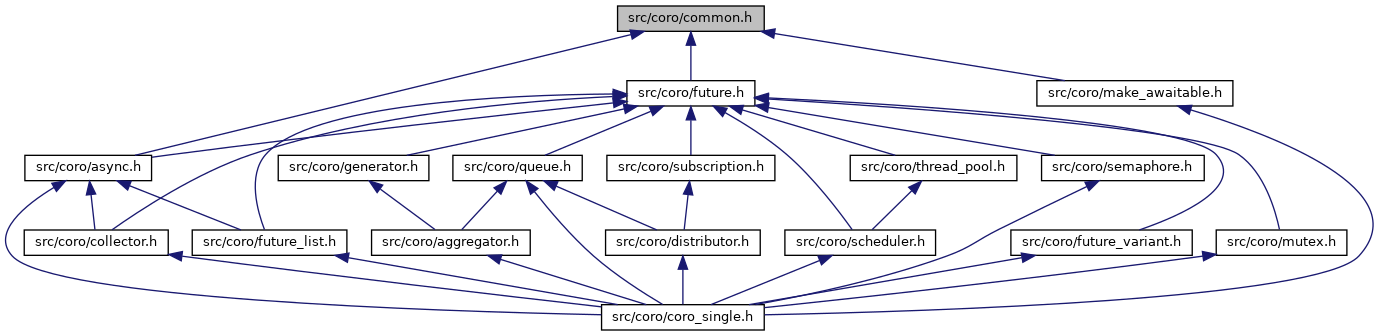 src/coro/common.h
src/coro/future.h
src/coro/make_awaitable.h
src/coro/async.h
src/coro/generator.h
src/coro/queue.h
src/coro/subscription.h
src/coro/thread_pool.h
src/coro/semaphore.h
src/coro/collector.h
src/coro/future_list.h
src/coro/aggregator.h
src/coro/distributor.h
src/coro/scheduler.h
src/coro/future_variant.h
src/coro/mutex.h
src/coro/coro_single.h